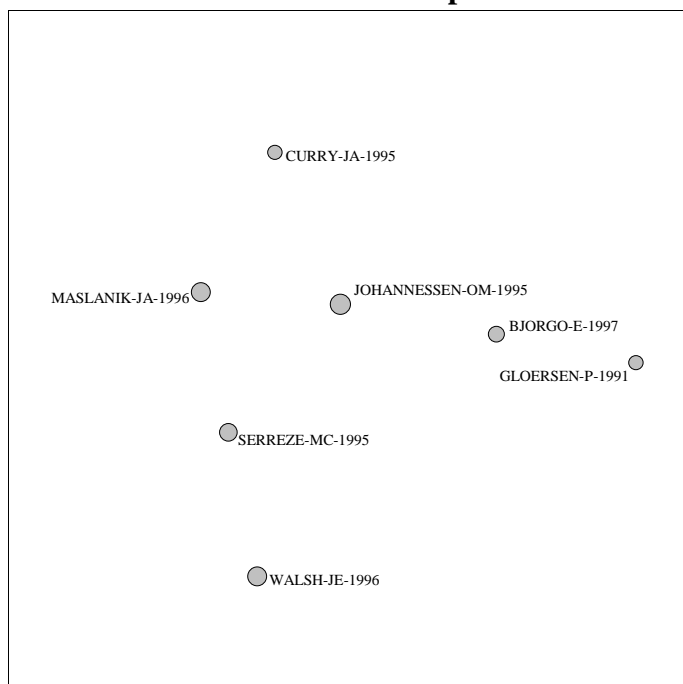 CURRY-JA-1995
JOHANNESSEN-OM-1995
MASLANIK-JA-1996
BJORGO-E-1997
GLOERSEN-P-1991
SERREZE-MC-1995
WALSH-JE-1996